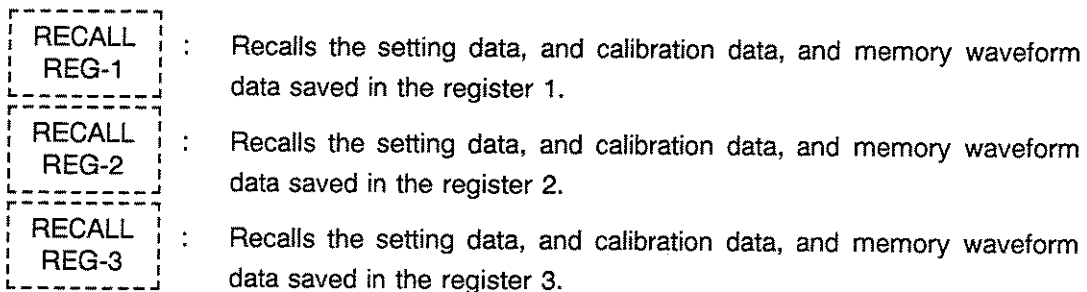 RECALL
REG-1
: Recalls the setting data, and calibration data, and memory waveform
data saved in the register 1.
RECALL
REG-2
: Recalls the setting data, and calibration data, and memory waveform
data saved in the register 2.
RECALL
REG-3
: Recalls the setting data, and calibration data, and memory waveform
data saved in the register 3.